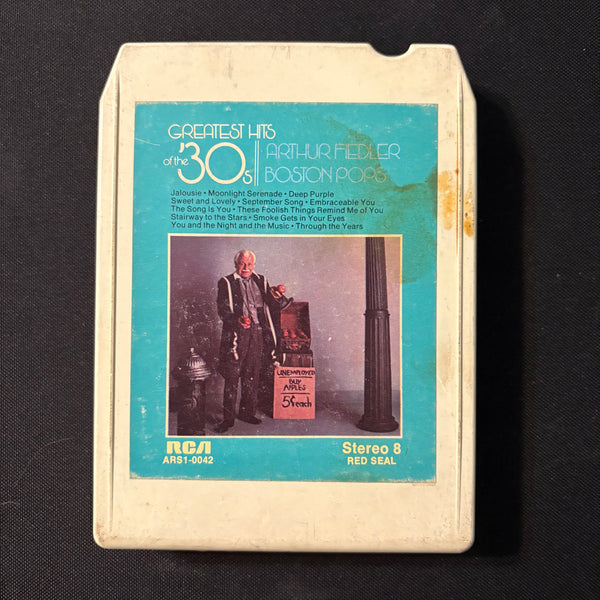 GREATEST HITS
of the '30s
ARTHUR FIEDLER
BOSTON POPS
Jalousie • Moonlight Serenade • Deep Purple
Sweet and Lovely • September Song • Embraceable You
The Song Is You • These Foolish Things Remind Me of You
Stairway to the Stars • Smoke Gets in Your Eyes
You and the Night and the Music • Through the Years
UNEMPLOYED
BUY
APPLES
5¢ each
RCA
ARS1-0042
Stereo 8
RED SEAL